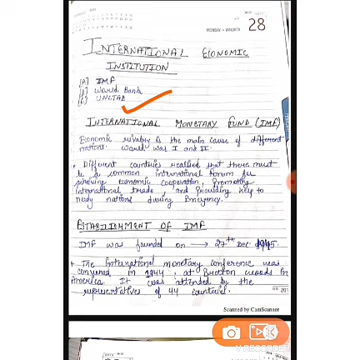 28
INTERNATIONAL ECONOMIC
INSTITUTION
(a) IMF
(b) World Bank
(c) UNCTAD
INTERNATIONAL MONETARY FUND (IMF)
Economic rivalry is the main cause of different
nations. World war I and II.
Different countries realised that there must
be a common international forum for
achieving economic cooperation, Promoting
international trade and providing help to
needy nations during emergency.
ESTABLISHMENT OF IMF
IMF was founded on → 27th Dec 1945
The International monetary conference was
convened in 1944, at Bretton woods in
America It was attended by the
representatives of 44 countries.
Scanned by CamScanner